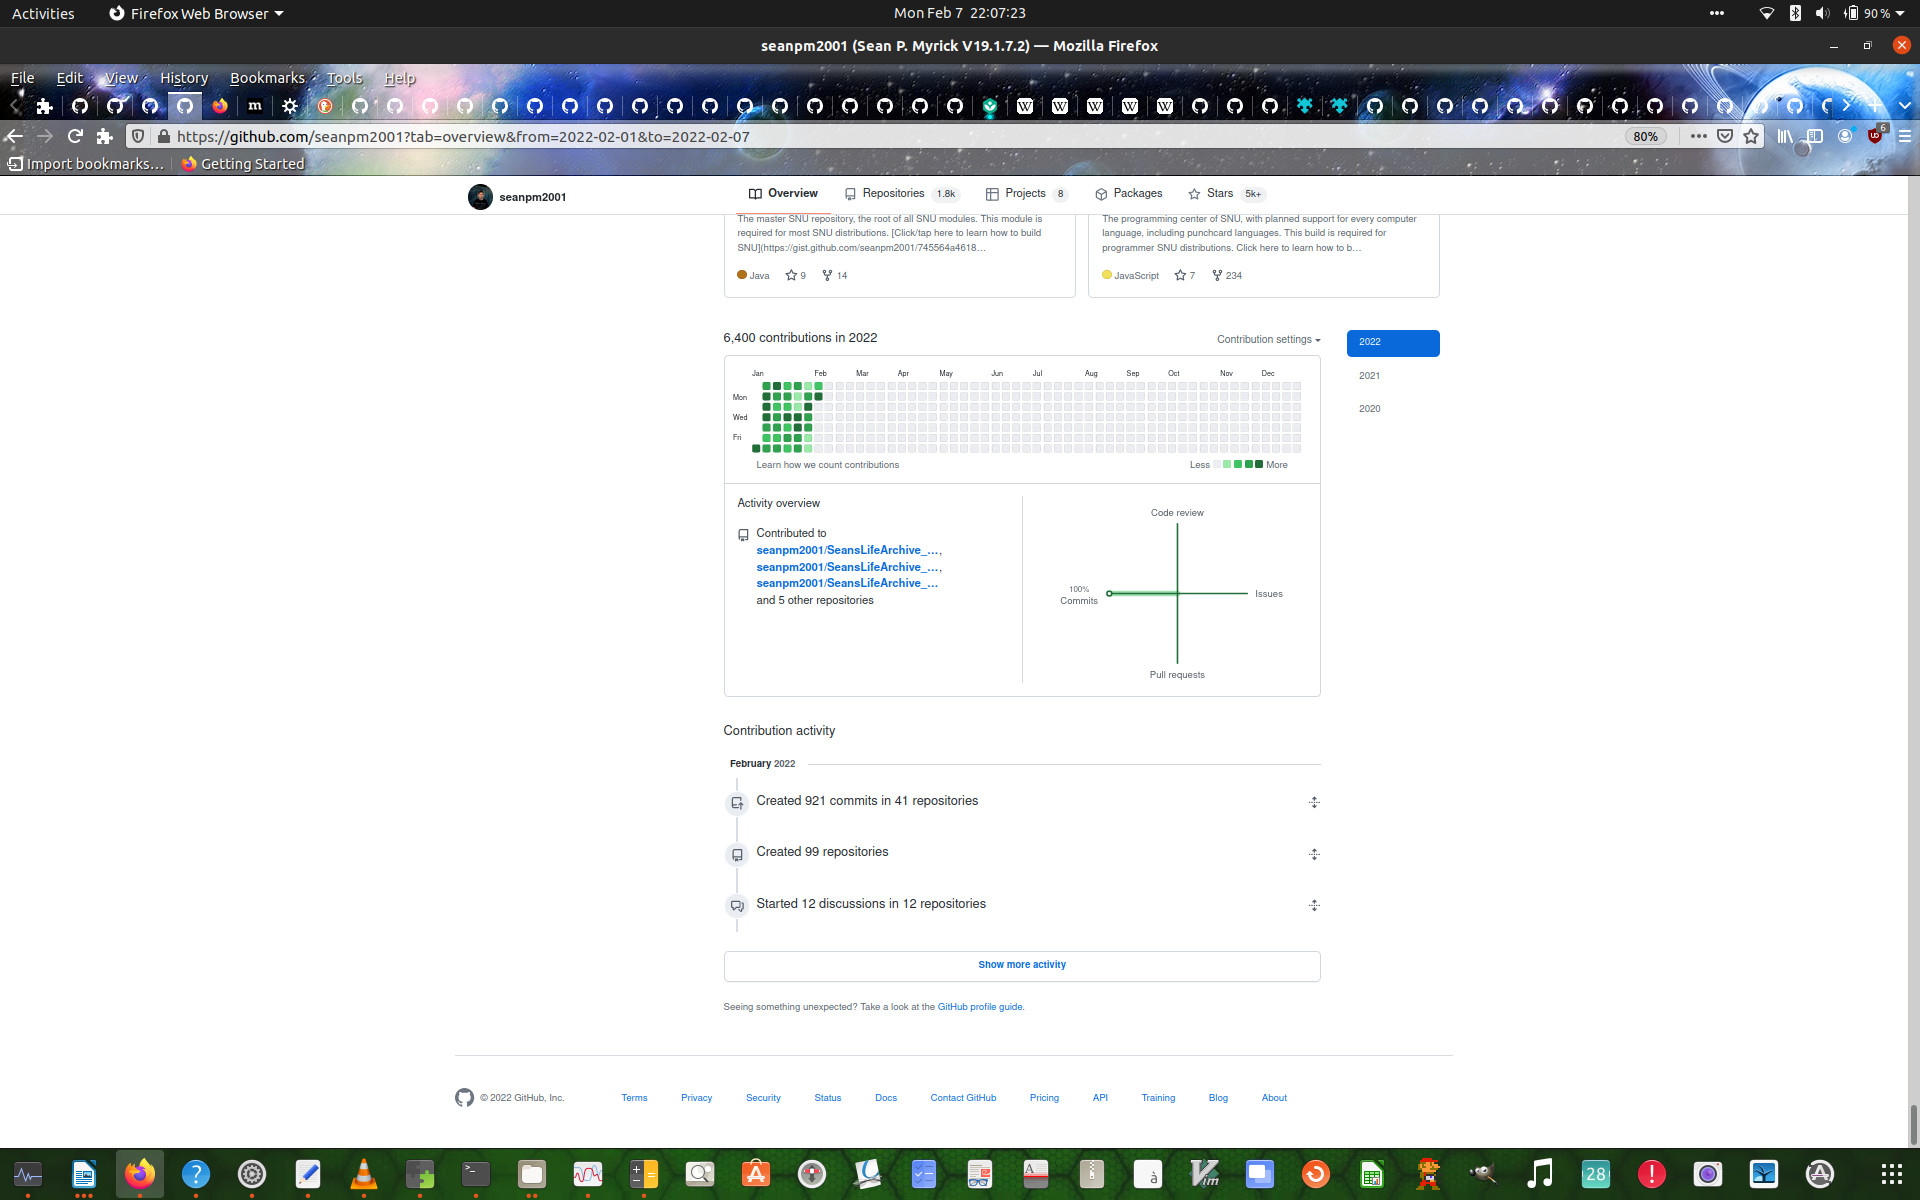 Activities
Firefox Web Browser
Mon Feb 7 22:07:23
90 %
seanpm2001 (Sean P. Myrick V19.1.7.2) — Mozilla Firefox
File Edit View History Bookmarks Tools Help
https://github.com/seanpm2001?tab=overview&from=2022-02-01&to=2022-02-07
80%
6
Import bookmarks…
Getting Started
seanpm2001
Overview
Repositories 1.8k
Projects 8
Packages
Stars 5k+
The master SNU repository, the root of all SNU modules. This module is
required for most SNU distributions. [Click/tap here to learn how to build
SNU](https://gist.github.com/seanpm2001/745564a4618…
Java 9 14
The programming center of SNU, with planned support for every computer
language, including punchcard languages. This build is required for
programmer SNU distributions. Click here to learn how to b…
JavaScript 7 234
6,400 contributions in 2022
Contribution settings
2022
2021
2020
Jan Feb Mar Apr May Jun Jul Aug Sep Oct Nov Dec
Mon
Wed
Fri
Learn how we count contributions
Less More
Activity overview
Contributed to
seanpm2001/SeansLifeArchive_…,
seanpm2001/SeansLifeArchive_…,
seanpm2001/SeansLifeArchive_…
and 5 other repositories
Code review
100%
Commits
Issues
Pull requests
Contribution activity
February 2022
Created 921 commits in 41 repositories
Created 99 repositories
Started 12 discussions in 12 repositories
Show more activity
Seeing something unexpected? Take a look at the GitHub profile guide.
© 2022 GitHub, Inc.
Terms Privacy Security Status Docs Contact GitHub Pricing API Training Blog About
28